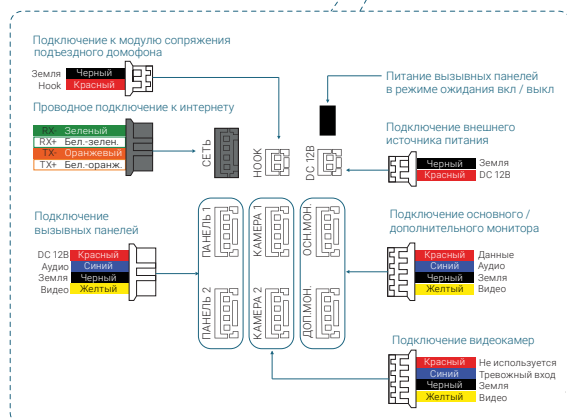 Подключение к модулю сопряжения
подъездного домофона
Земля Черный
Hook Красный
Питание вызывных панелей
в режиме ожидания вкл / выкл
Проводное подключение к интернету
RX- Зеленый
RX+ Бел.-зелен.
TX- Оранжевый
TX+ Бел.-оранж.
СЕТЬ
HOOK
DC 12В
Подключение внешнего
источника питания
Черный Земля
Красный DC 12В
Подключение
вызывных панелей
DC 12В Красный
Аудио Синий
Земля Черный
Видео Желтый
ПАНЕЛЬ 1
КАМЕРА 1
ОСН.МОН.
ПАНЕЛЬ 2
КАМЕРА 2
ДОП.МОН.
Подключение основного /
дополнительного монитора
Красный Данные
Синий Аудио
Черный Земля
Желтый Видео
Подключение видеокамер
Красный Не используется
Синий Тревожный вход
Черный Земля
Желтый Видео